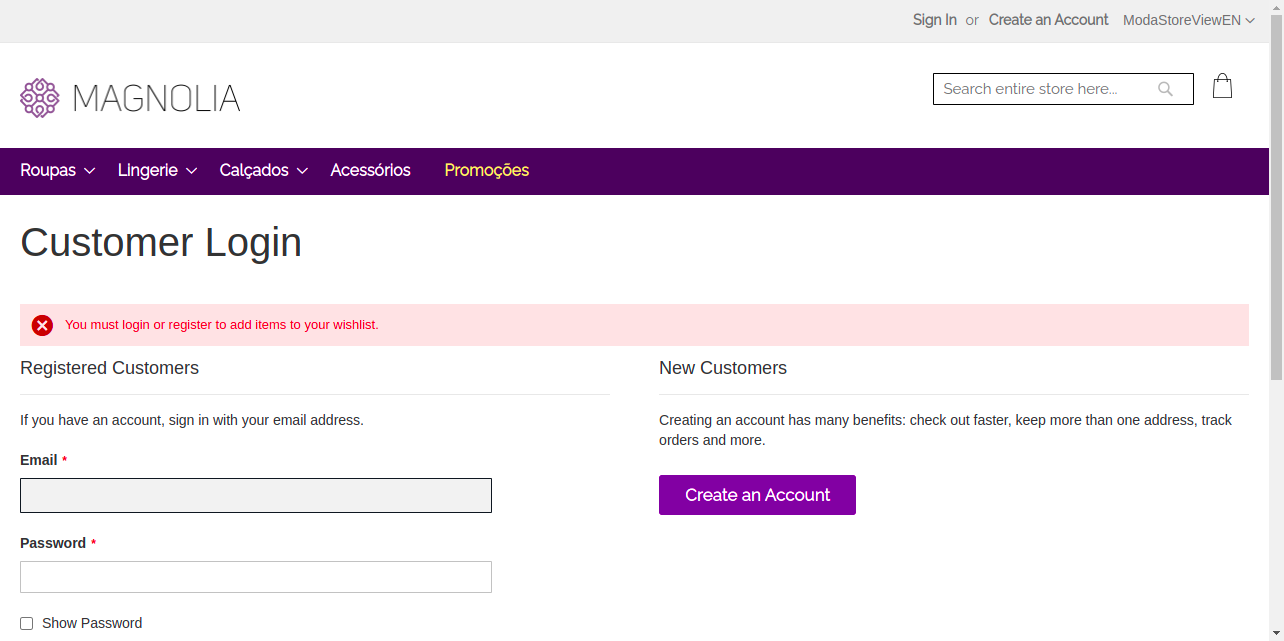 Sign In or Create an Account ModaStoreViewEN
MAGNOLIA
Search entire store here...
Roupas Lingerie Calçados Acessórios Promoções
Customer Login
You must login or register to add items to your wishlist.
Registered Customers
If you have an account, sign in with your email address.
Email *
Password *
Show Password
New Customers
Creating an account has many benefits: check out faster, keep more than one address, track
orders and more.
Create an Account